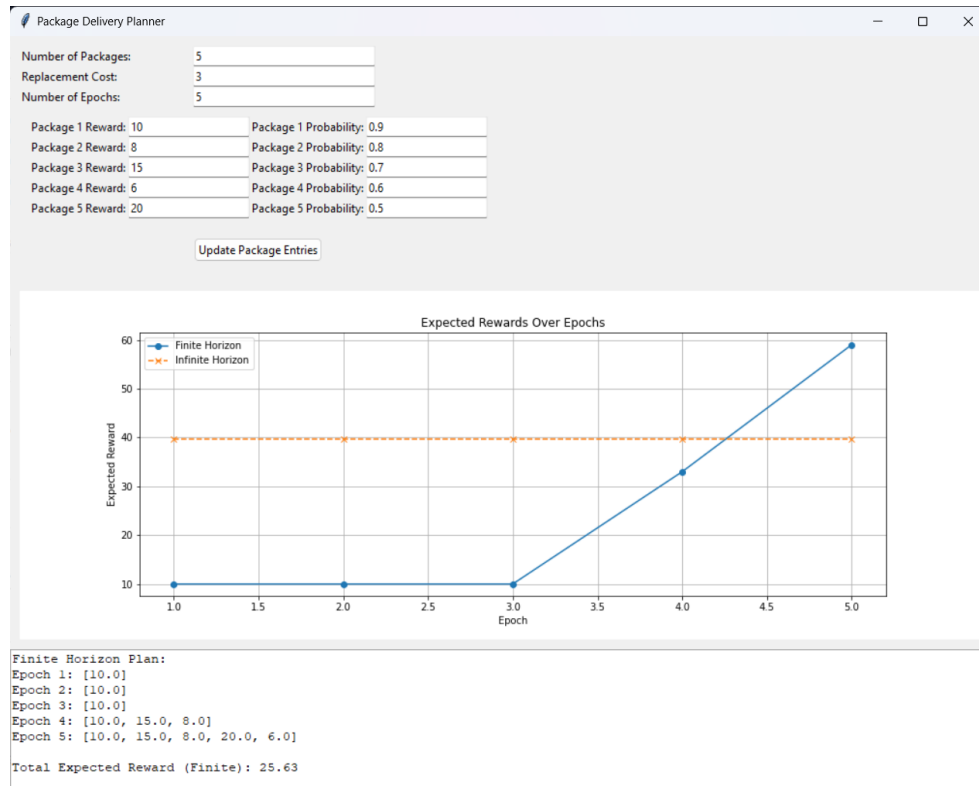 Package Delivery Planner
Number of Packages: 5
Replacement Cost: 3
Number of Epochs: 5
Package 1 Reward: 10 Package 1 Probability: 0.9
Package 2 Reward: 8 Package 2 Probability: 0.8
Package 3 Reward: 15 Package 3 Probability: 0.7
Package 4 Reward: 6 Package 4 Probability: 0.6
Package 5 Reward: 20 Package 5 Probability: 0.5
Update Package Entries
Expected Rewards Over Epochs
Finite Horizon
Infinite Horizon
60
50
40
30
20
10
Expected Reward
1.0 1.5 2.0 2.5 3.0 3.5 4.0 4.5 5.0
Epoch
Finite Horizon Plan:
Epoch 1: [10.0]
Epoch 2: [10.0]
Epoch 3: [10.0]
Epoch 4: [10.0, 15.0, 8.0]
Epoch 5: [10.0, 15.0, 8.0, 20.0, 6.0]
Total Expected Reward (Finite): 25.63